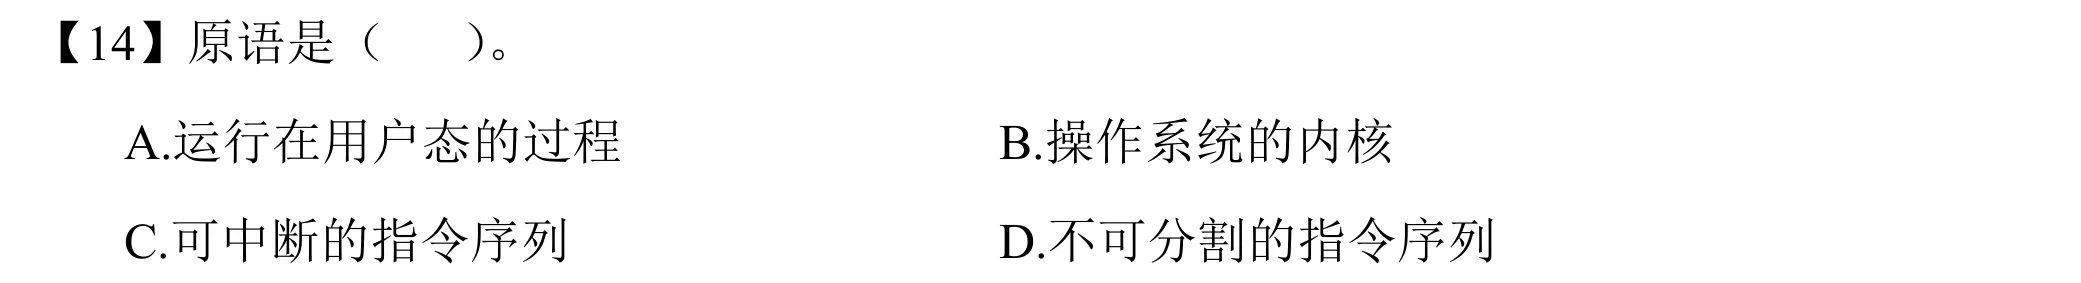 【14】原语是（ ）。
A.运行在用户态的过程 B.操作系统的内核
C.可中断的指令序列 D.不可分割的指令序列